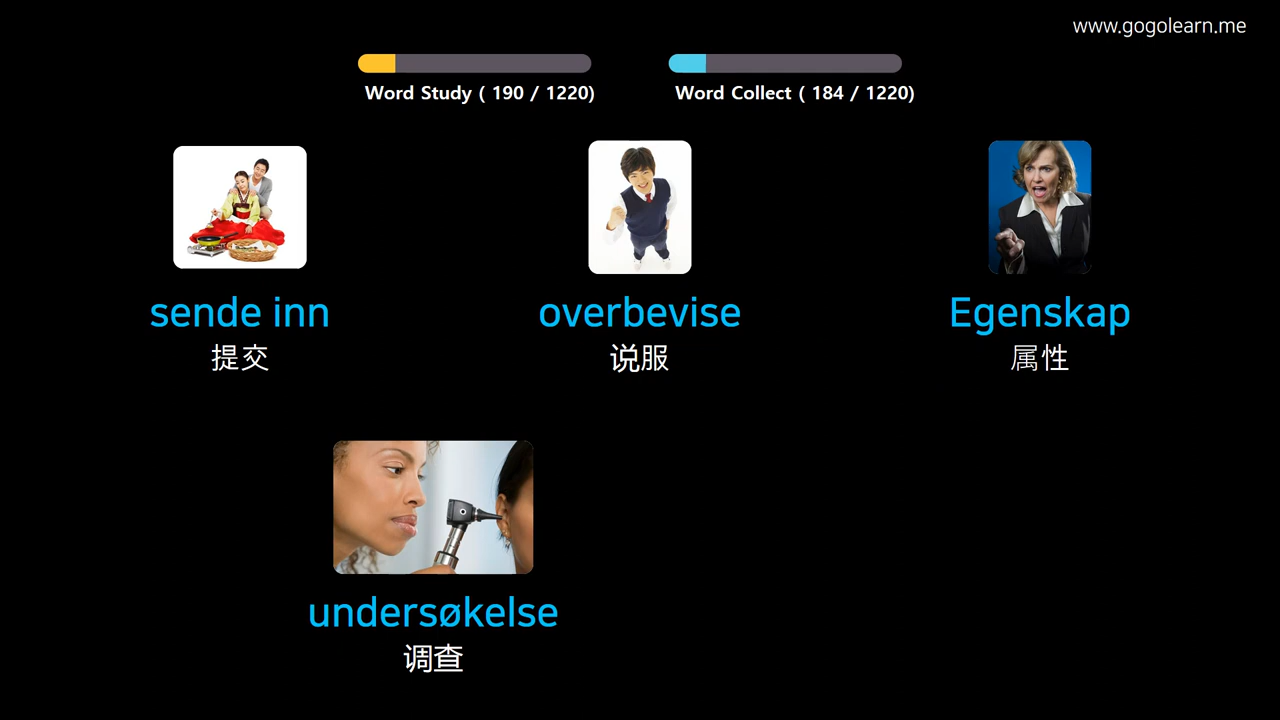 www.gogolearn.me
Word Study ( 190 / 1220)
Word Collect ( 184 / 1220)
sende inn
提交
overbevise
说服
Egenskap
属性
undersøkelse
调查